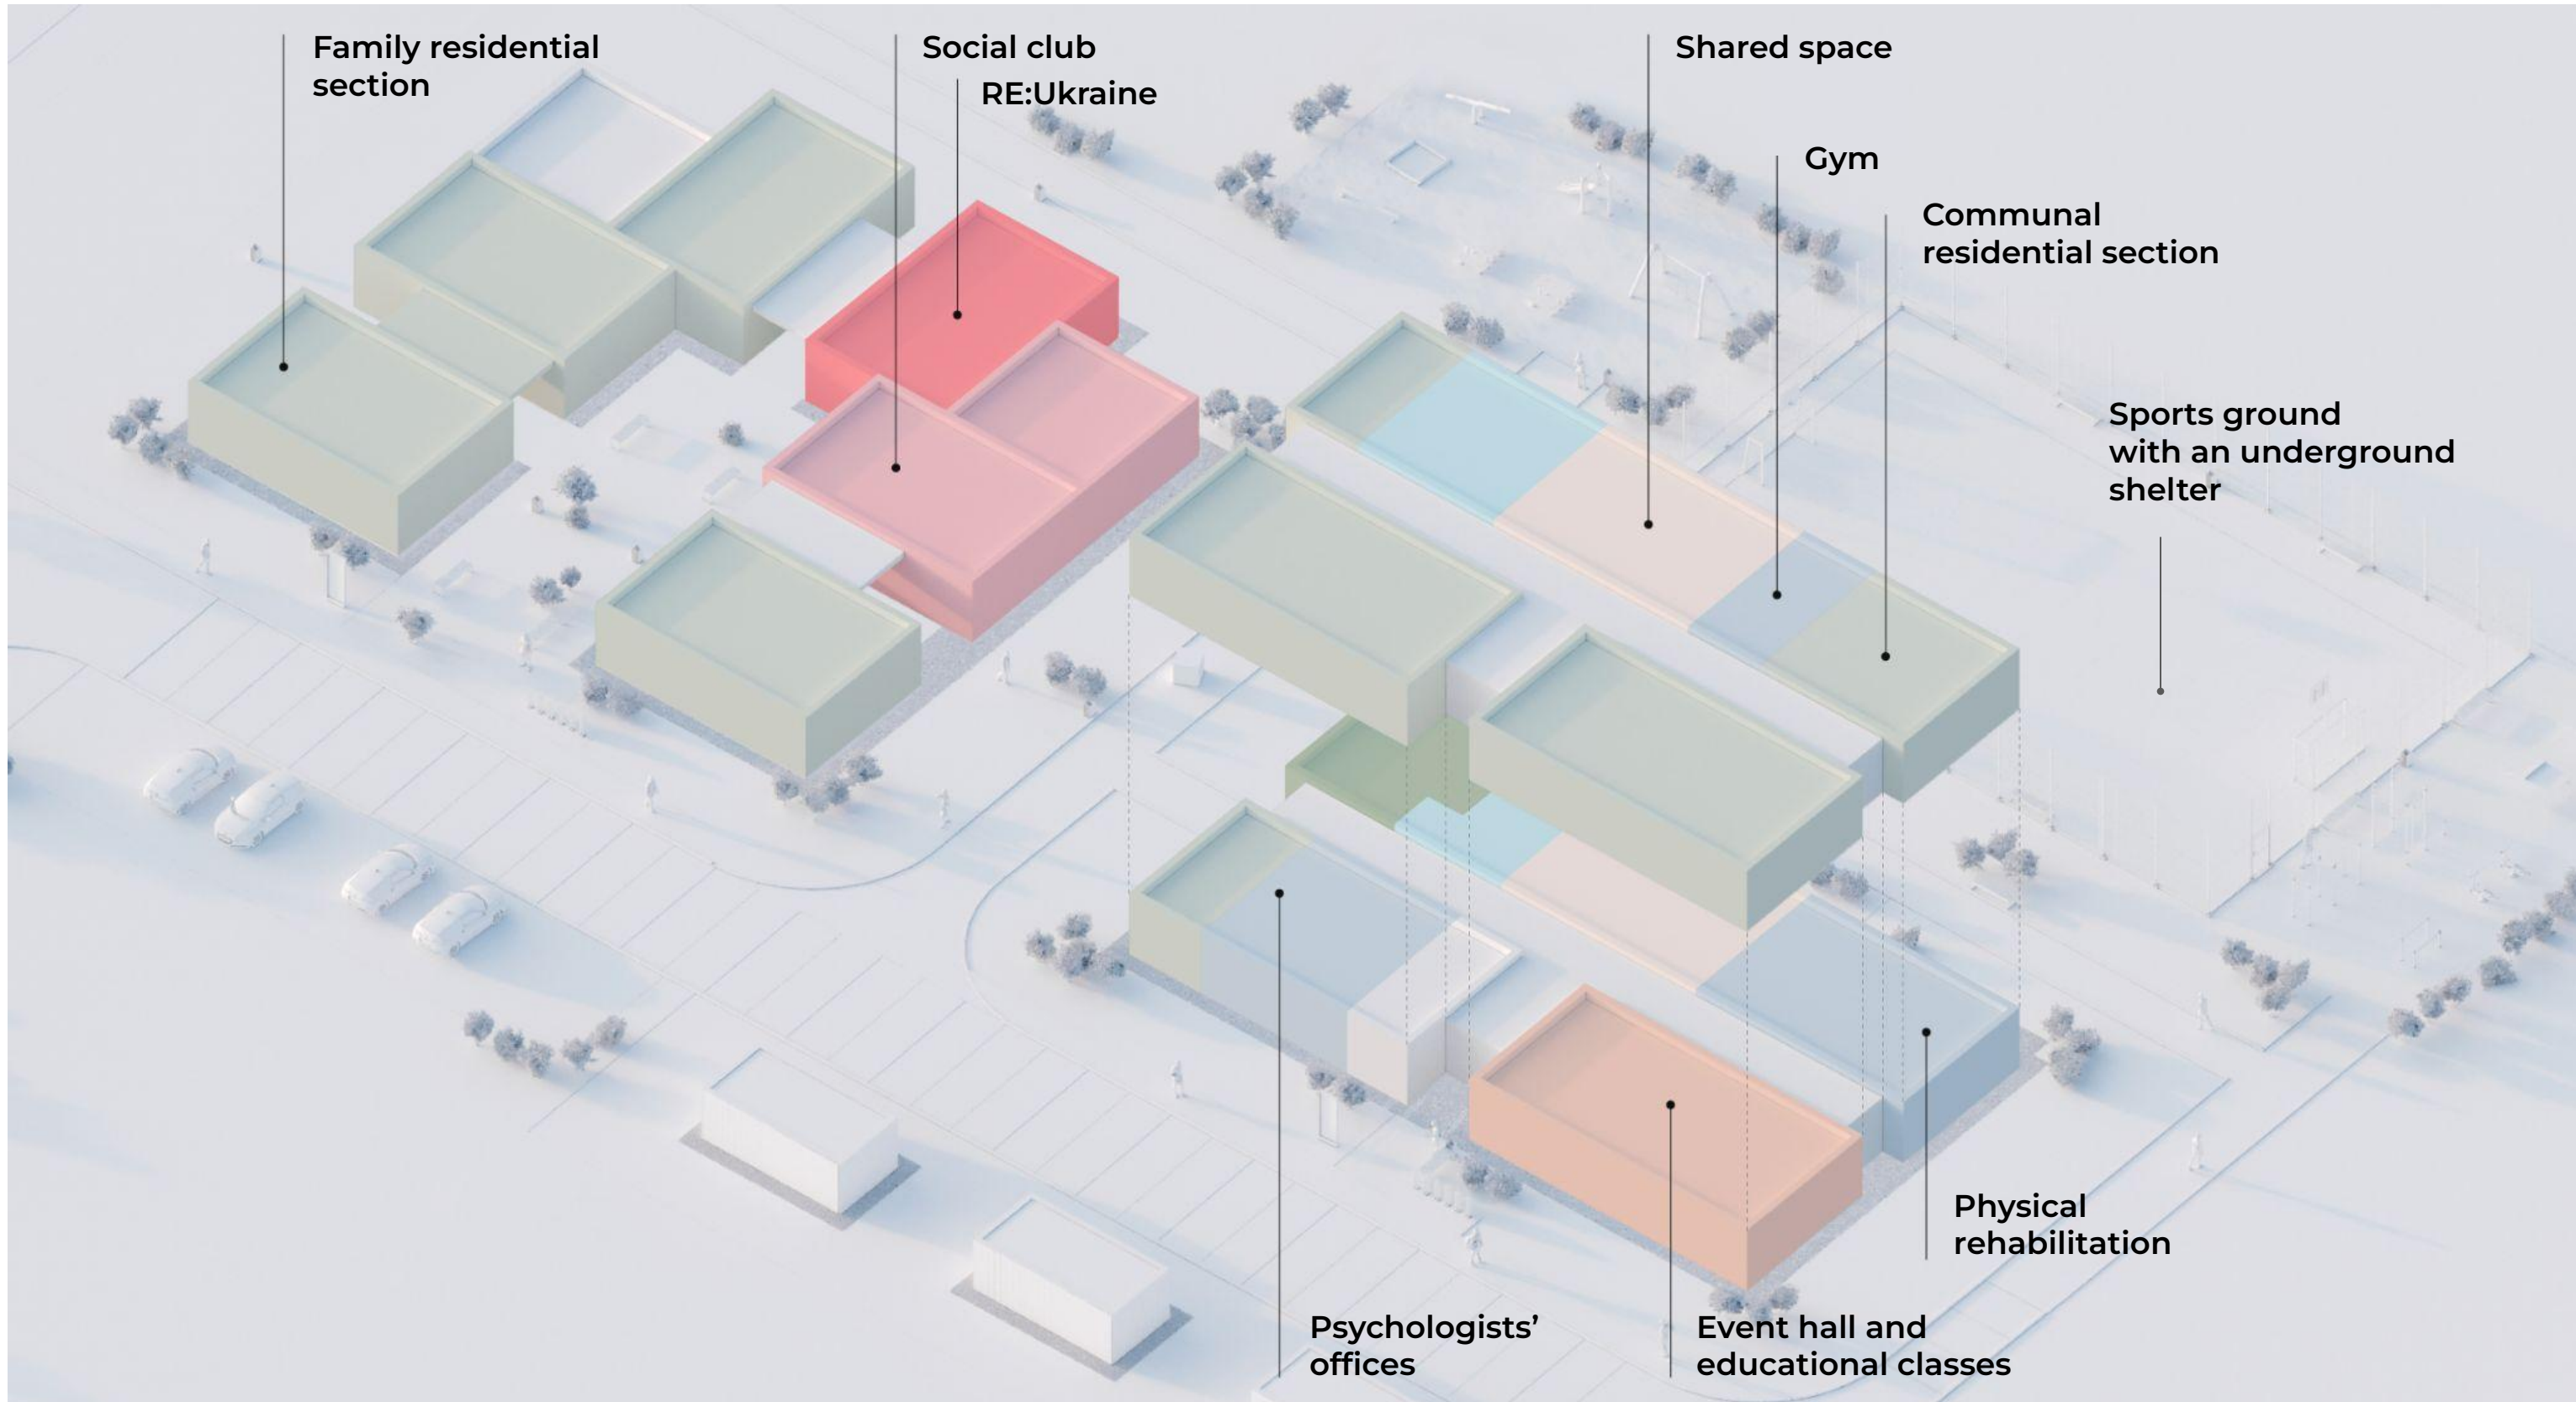 Family residential
section
Social club
RE:Ukraine
Shared space
Gym
Communal
residential section
Sports ground
with an underground
shelter
Physical
rehabilitation
Psychologists’
offices
Event hall and
educational classes